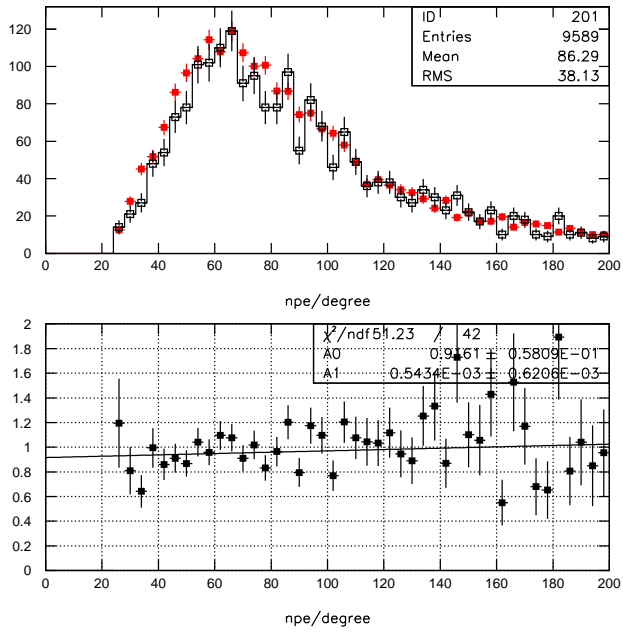 ID 201
Entries 9589
Mean 86.29
RMS 38.13
120
100
80
60
40
20
0
0 20 40 60 80 100 120 140 160 180 200
npe/degree
χ²/ndf 51.23 / 42
A0 0.9161 ± 0.5809E-01
A1 0.5434E-03 ± 0.6206E-03
2
1.8
1.6
1.4
1.2
1
0.8
0.6
0.4
0.2
0
0 20 40 60 80 100 120 140 160 180 200
npe/degree